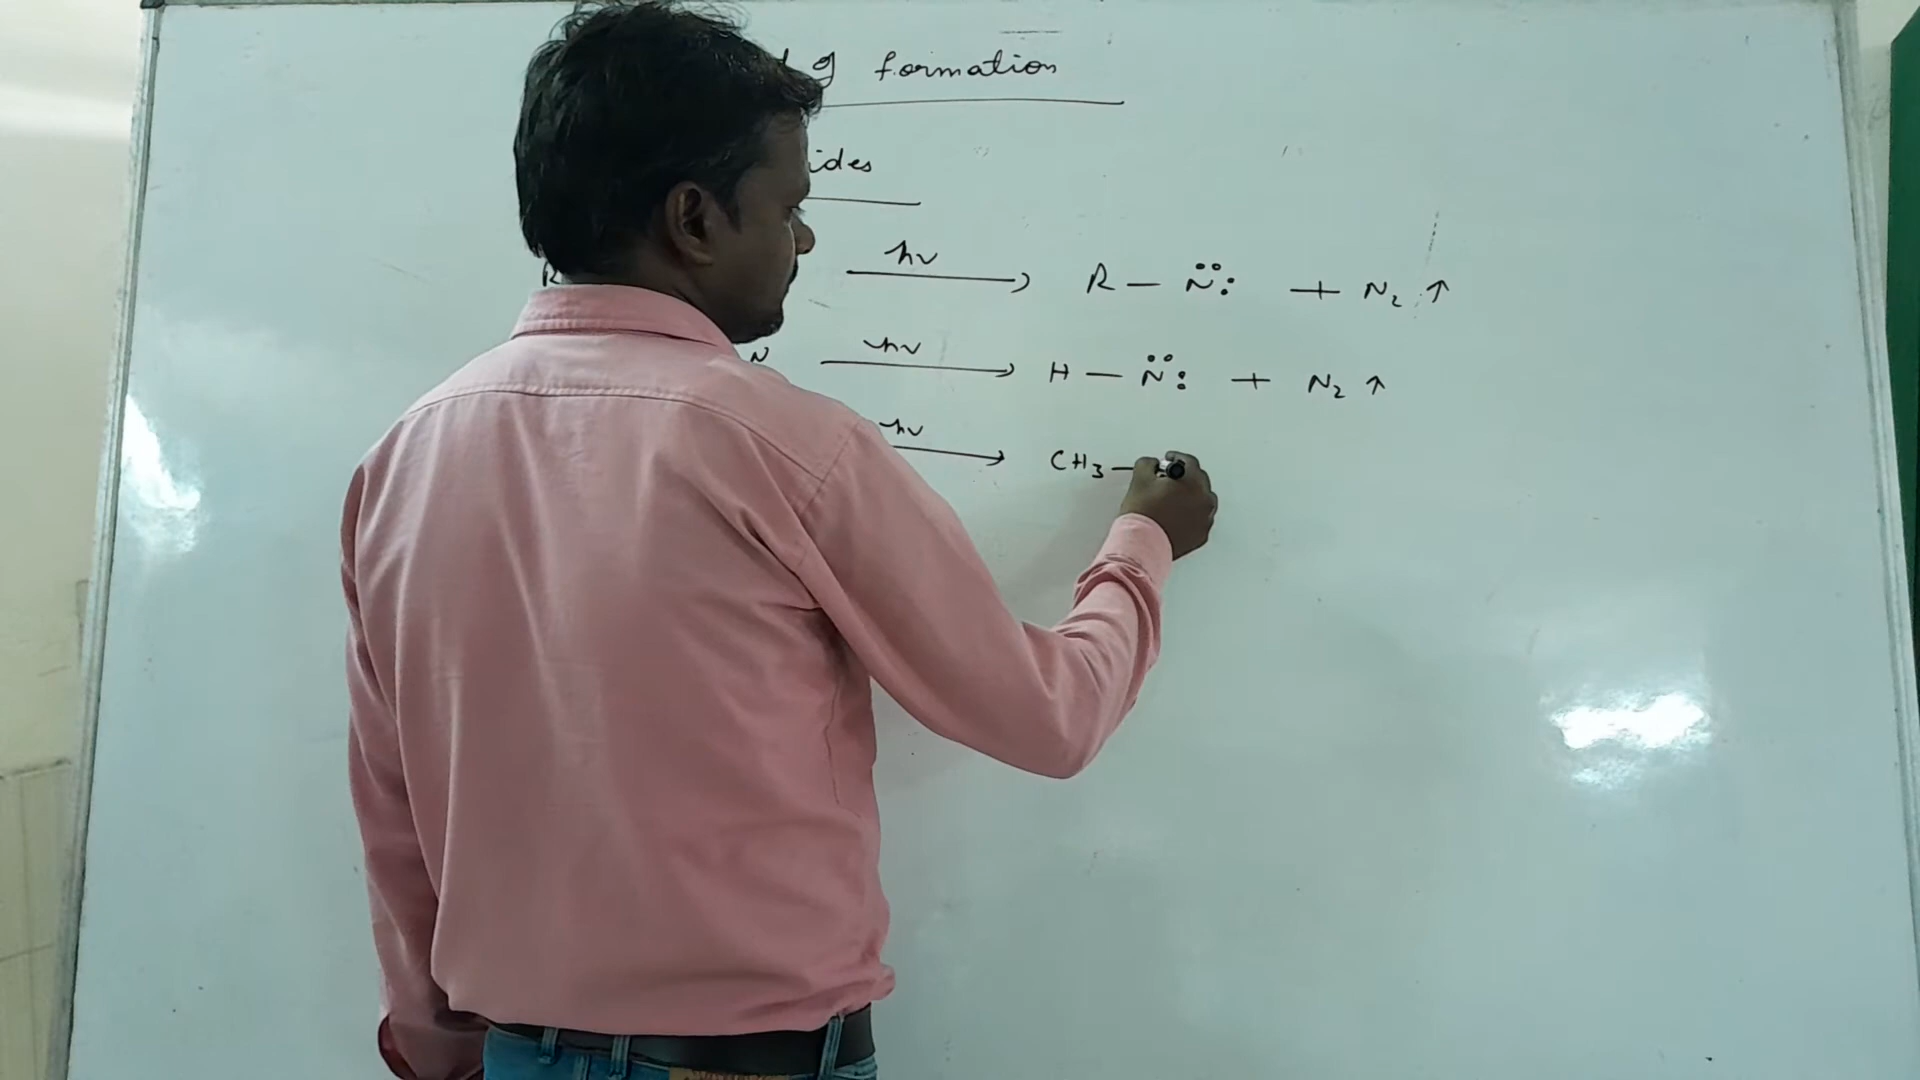 g formation
ides
R hν R — N̈: + N₂ ↑
N hν H — N̈: + N₂ ↑
hν CH₃ —